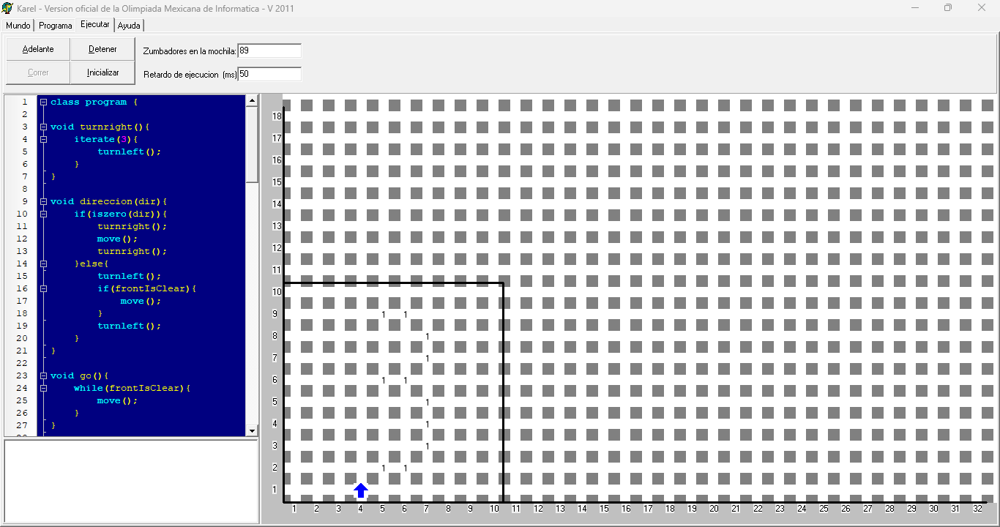 Karel - Version oficial de la Olimpiada Mexicana de Informatica - V 2011
Mundo Programa Ejecutar Ayuda
Adelante Detener Zumbadores en la mochila: 89
Correr Inicializar Retardo de ejecucion (ms) 50
1 class program {
2
3 void turnright(){
4 iterate(3){
5 turnleft();
6 }
7 }
8
9 void direccion(dir){
10 if(iszero(dir)){
11 turnright();
12 move();
13 turnright();
14 }else{
15 turnleft();
16 if(frontIsClear){
17 move();
18 }
19 turnleft();
20 }
21 }
22
23 void go(){
24 while(frontIsClear){
25 move();
26 }
27 }
18
17
16
15
14
13
12
11
10
9 1 1
8 1
7 1
6 1 1
5 1
4 1
3 1
2 1 1
1
1 2 3 4 5 6 7 8 9 10 11 12 13 14 15 16 17 18 19 20 21 22 23 24 25 26 27 28 29 30 31 32